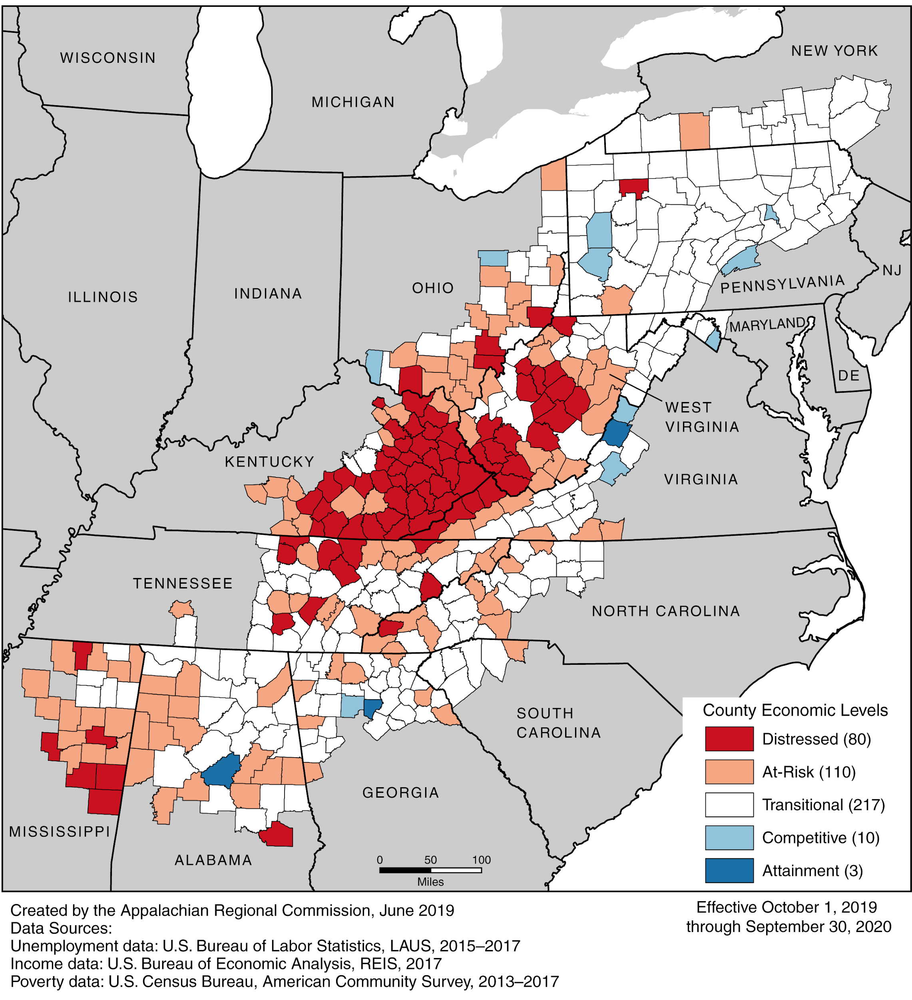 WISCONSIN
MICHIGAN
NEW YORK
ILLINOIS
INDIANA
OHIO
PENNSYLVANIA
NJ
MARYLAND
DE
WEST
VIRGINIA
KENTUCKY
VIRGINIA
TENNESSEE
NORTH CAROLINA
SOUTH
CAROLINA
GEORGIA
MISSISSIPPI
ALABAMA
0 50 100
Miles
County Economic Levels
Distressed (80)
At-Risk (110)
Transitional (217)
Competitive (10)
Attainment (3)
Created by the Appalachian Regional Commission, June 2019
Data Sources:
Unemployment data: U.S. Bureau of Labor Statistics, LAUS, 2015–2017
Income data: U.S. Bureau of Economic Analysis, REIS, 2017
Poverty data: U.S. Census Bureau, American Community Survey, 2013–2017
Effective October 1, 2019
through September 30, 2020